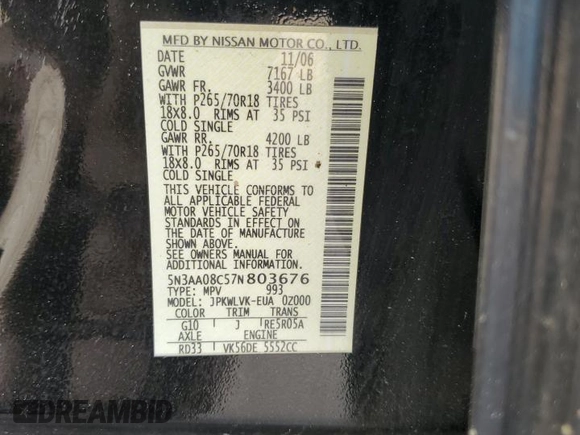 MFD BY NISSAN MOTOR CO., LTD.
DATE 11/06
GVWR 7167 LB
GAWR FR. 3400 LB
WITH P265/70R18 TIRES
18X8.0 RIMS AT 35 PSI
COLD SINGLE
GAWR RR. 4200 LB
WITH P265/70R18 TIRES
18X8.0 RIMS AT 35 PSI
COLD SINGLE
THIS VEHICLE CONFORMS TO
ALL APPLICABLE FEDERAL
MOTOR VEHICLE SAFETY
STANDARDS IN EFFECT ON
THE DATE OF MANUFACTURE
SHOWN ABOVE.
SEE OWNERS MANUAL FOR
ADDITIONAL INFORMATION
5N3AA08C57N803676
TYPE: MPV 993
MODEL: JPKWLVK-EUA 02000
COLOR TRIM TRANS
G10 J RE5R05A
AXLE ENGINE
RD33 VK56DE 5552CC
DREAMBID